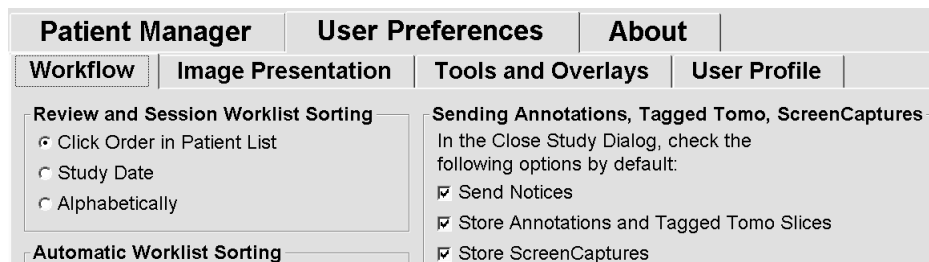 Patient Manager User Preferences About
Workflow Image Presentation Tools and Overlays User Profile
Review and Session Worklist Sorting
Click Order in Patient List
Study Date
Alphabetically
Automatic Worklist Sorting
Sending Annotations, Tagged Tomo, ScreenCaptures
In the Close Study Dialog, check the
following options by default:
Send Notices
Store Annotations and Tagged Tomo Slices
Store ScreenCaptures